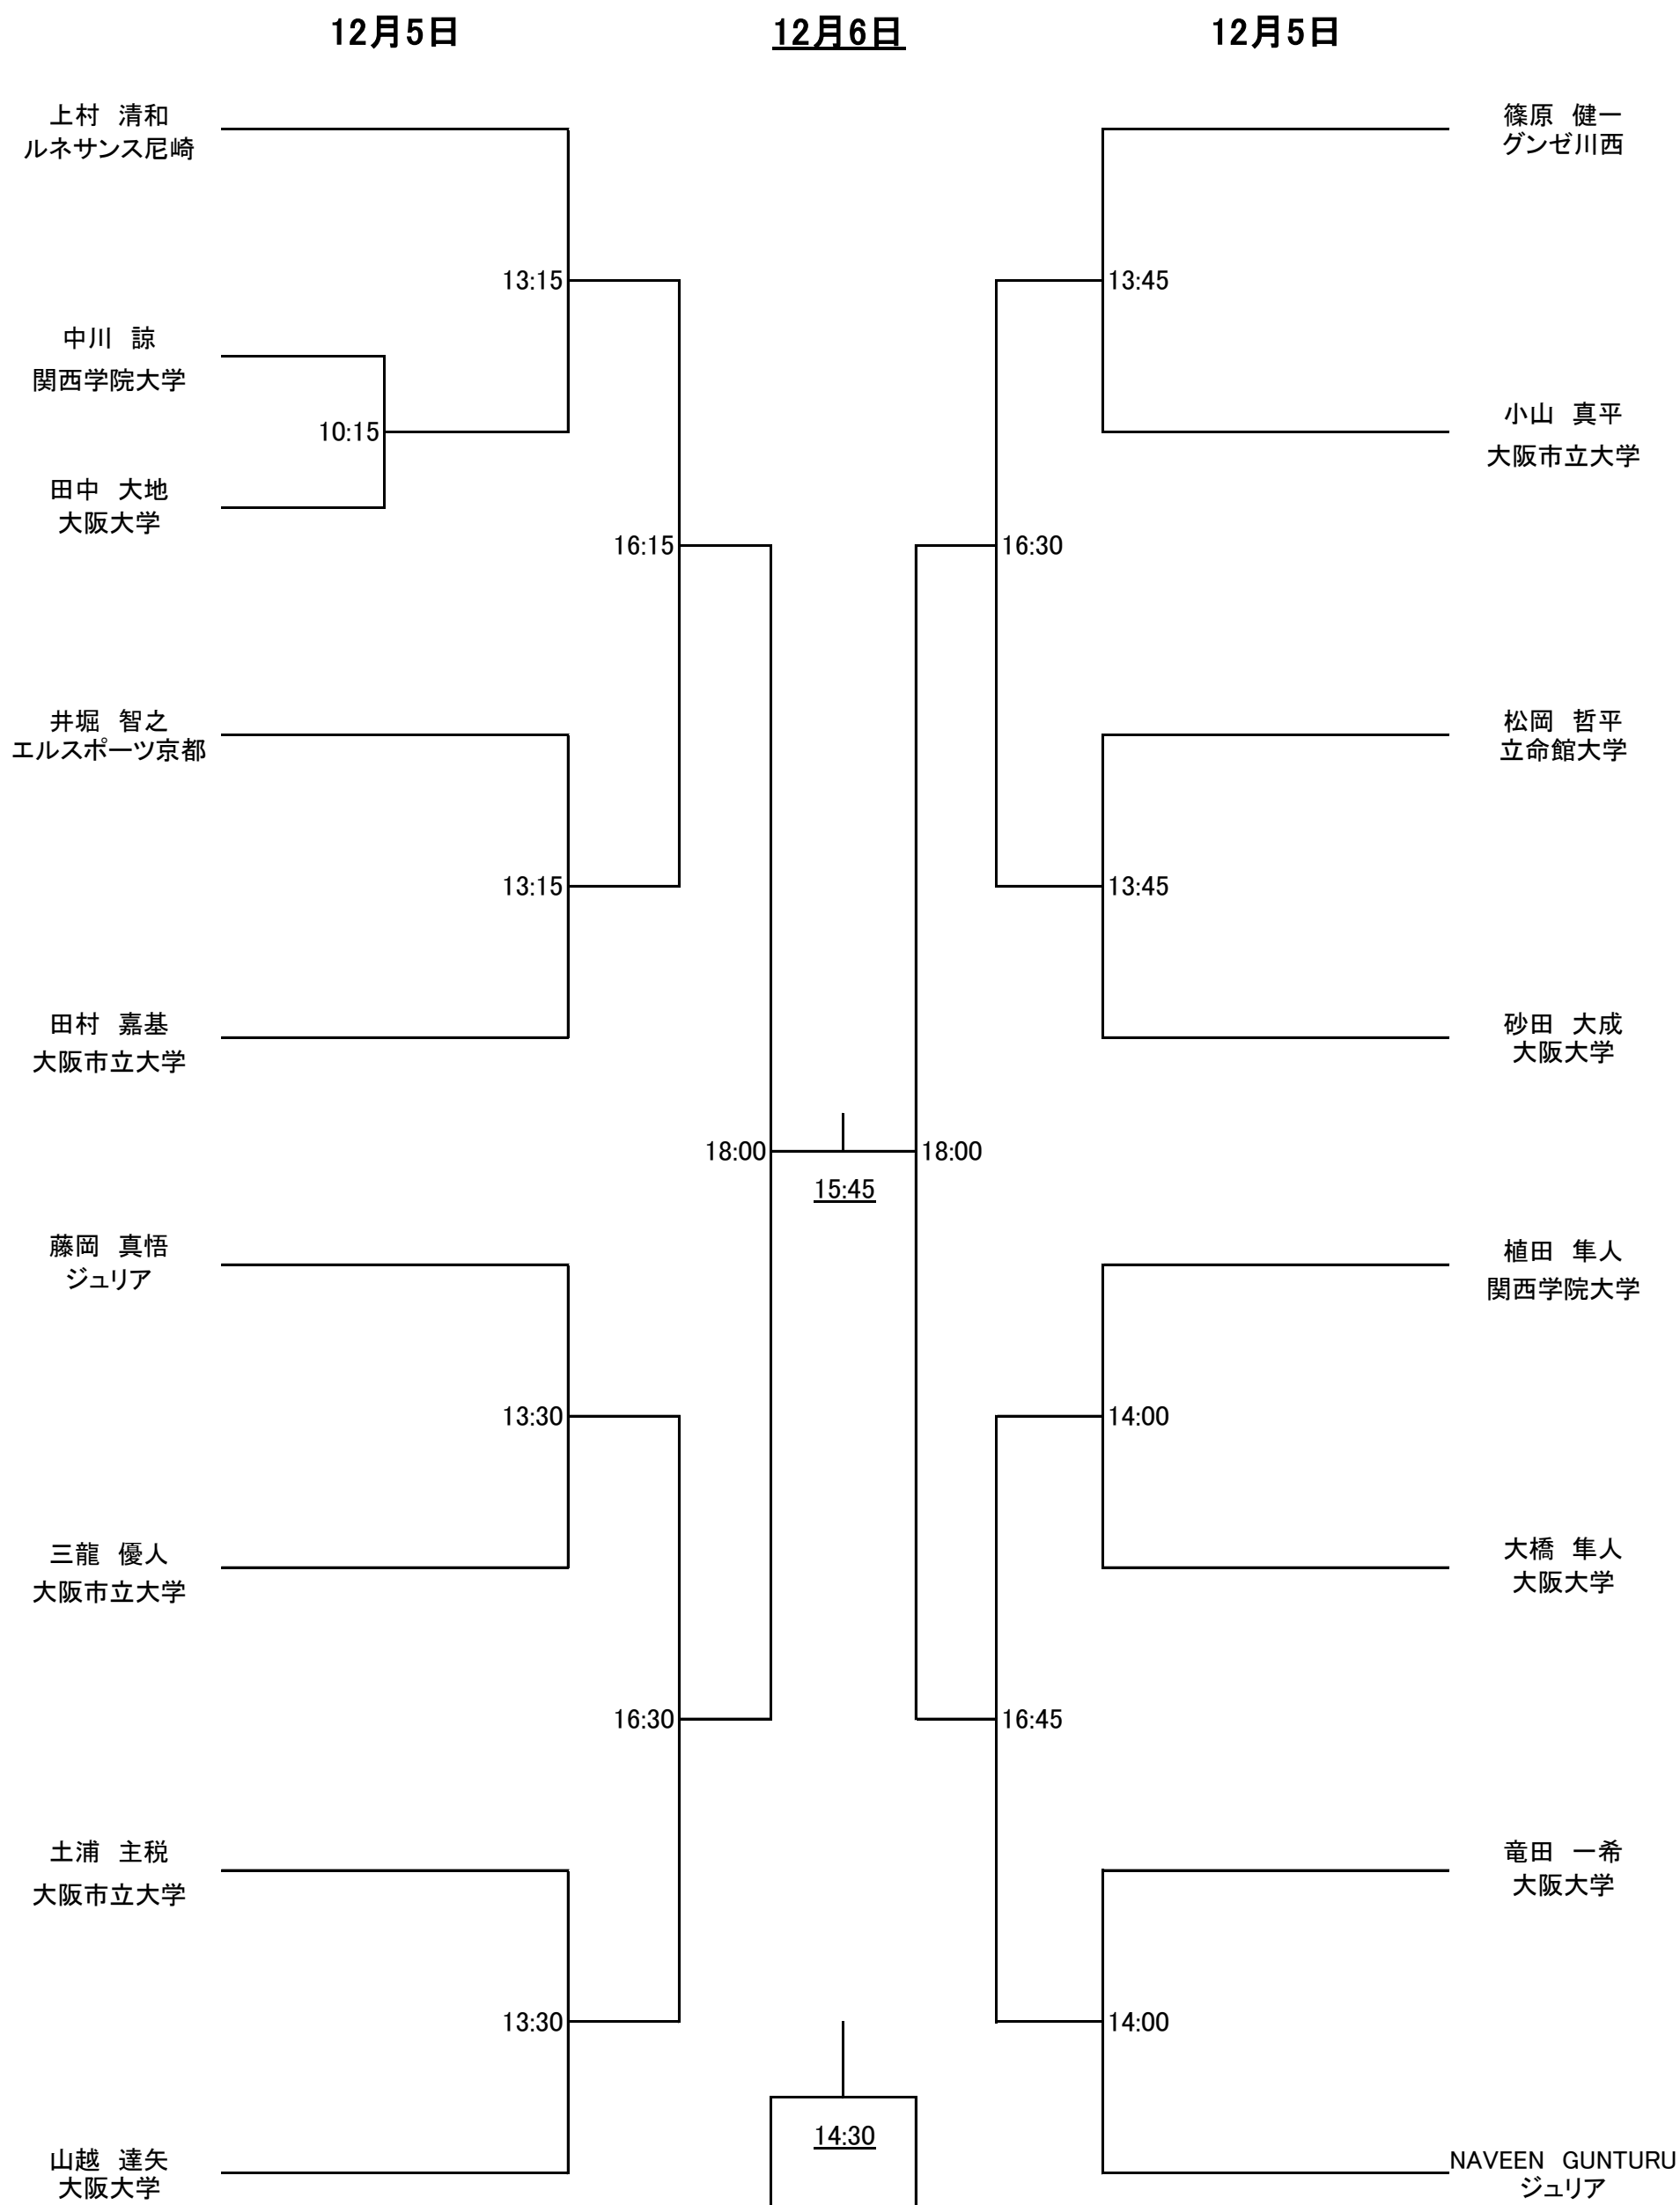 12月5日
12月6日
12月5日
上村　清和
ルネサンス尼崎
13:15
中川　諒
関西学院大学
10:15
田中　大地
大阪大学
16:15
井堀　智之
エルスポーツ京都
13:15
田村　嘉基
大阪市立大学
18:00
藤岡　真悟
ジュリア
13:30
三龍　優人
大阪市立大学
16:30
土浦　主税
大阪市立大学
13:30
山越　達矢
大阪大学
15:45
14:30
篠原　健一
グンゼ川西
13:45
小山　真平
大阪市立大学
16:30
松岡　哲平
立命館大学
13:45
砂田　大成
大阪大学
18:00
植田　隼人
関西学院大学
14:00
大橋　隼人
大阪大学
16:45
竜田　一希
大阪大学
14:00
NAVEEN　GUNTURU
ジュリア